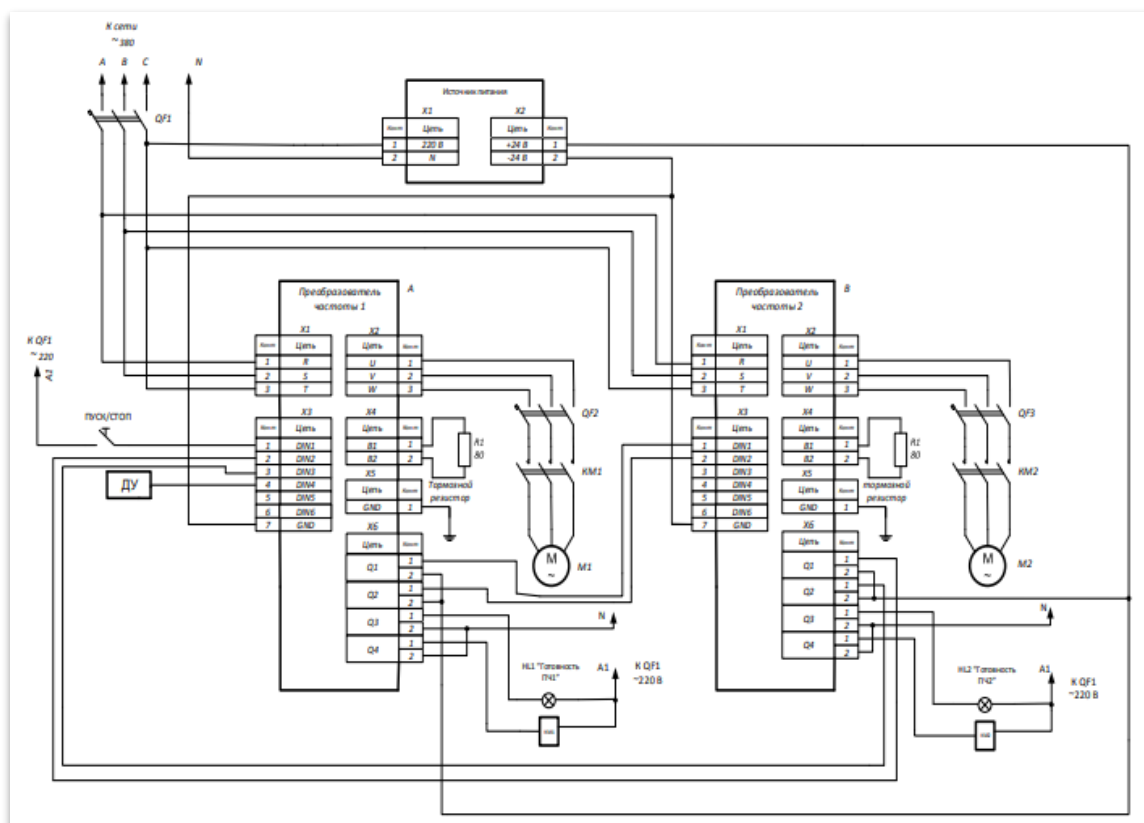 К сети
~ 380
A B C N
QF1
Источник питания
X1 X2
Конт Цепь Цепь Конт
1 220 В +24 В 1
2 N -24 В 2
Преобразователь
частоты 1
A
X1 X2
Конт Цепь Цепь Конт
1 R U 1
2 S V 2
3 T W 3
X3 X4
Конт Цепь Цепь Конт
1 DIN1 B1 1
2 DIN2 B2 2
3 DIN3 X5
4 DIN4 Цепь Конт
5 DIN5
6 DIN6 GND 1
7 GND
X6
Цепь Конт
Q1 1
2
Q2 1
2
Q3 1
2
Q4 1
2
К QF1
~ 220
A1
ПУСК/СТОП
ДУ
R1
80
Тормозной
резистор
QF2
KM1
M
~
M1
N
HL1 "Готовность
ПЧ1"
A1
К QF1
~220 В
Преобразователь
частоты 2
B
X1 X2
Конт Цепь Цепь Конт
1 R U 1
2 S V 2
3 T W 3
X3 X4
Конт Цепь Цепь Конт
1 DIN1 B1 1
2 DIN2 B2 2
3 DIN3 X5
4 DIN4 Цепь Конт
5 DIN5
6 DIN6 GND 1
7 GND
X6
Цепь Конт
Q1 1
2
Q2 1
2
Q3 1
2
Q4 1
2
R1
80
тормозной
резистор
QF3
KM2
M
~
M2
N
HL2 "Готовность
ПЧ2"
A1
К QF1
~220 В